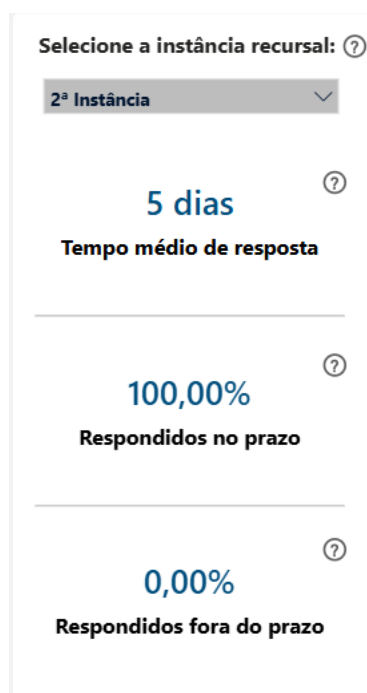 Selecione a instância recursal: ?
2ª Instância
?
5 dias
Tempo médio de resposta
?
100,00%
Respondidos no prazo
?
0,00%
Respondidos fora do prazo